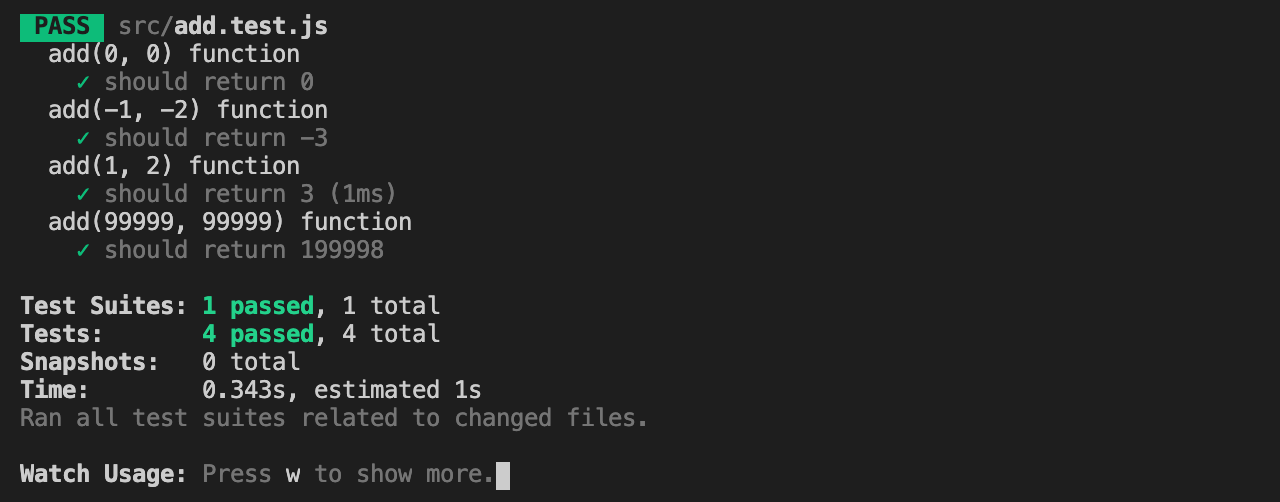 PASS src/add.test.js
add(0, 0) function
✓ should return 0
add(-1, -2) function
✓ should return -3
add(1, 2) function
✓ should return 3 (1ms)
add(99999, 99999) function
✓ should return 199998
Test Suites: 1 passed, 1 total
Tests: 4 passed, 4 total
Snapshots: 0 total
Time: 0.343s, estimated 1s
Ran all test suites related to changed files.
Watch Usage: Press w to show more.